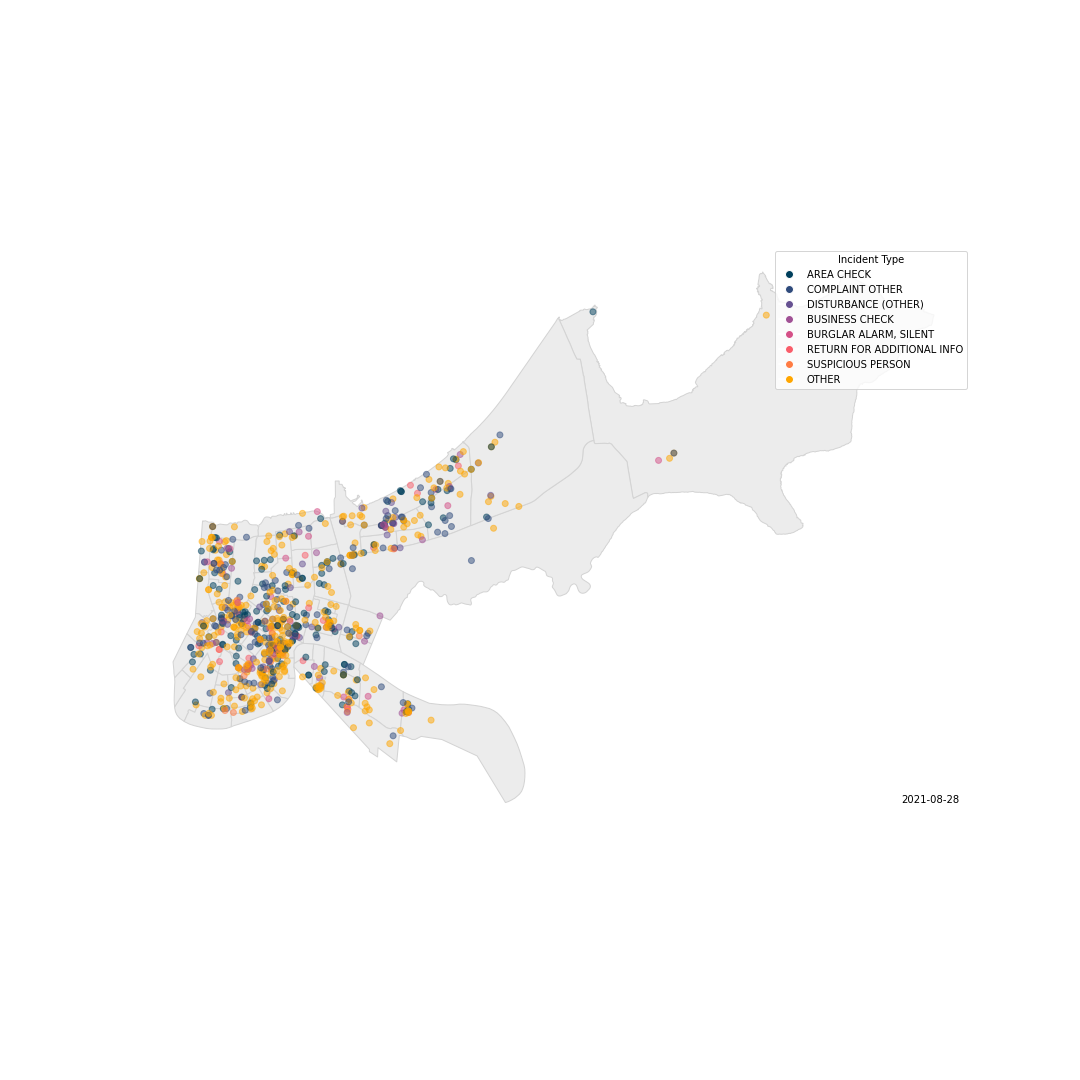 Incident Type
AREA CHECK
COMPLAINT OTHER
DISTURBANCE (OTHER)
BUSINESS CHECK
BURGLAR ALARM, SILENT
RETURN FOR ADDITIONAL INFO
SUSPICIOUS PERSON
OTHER
2021-08-28